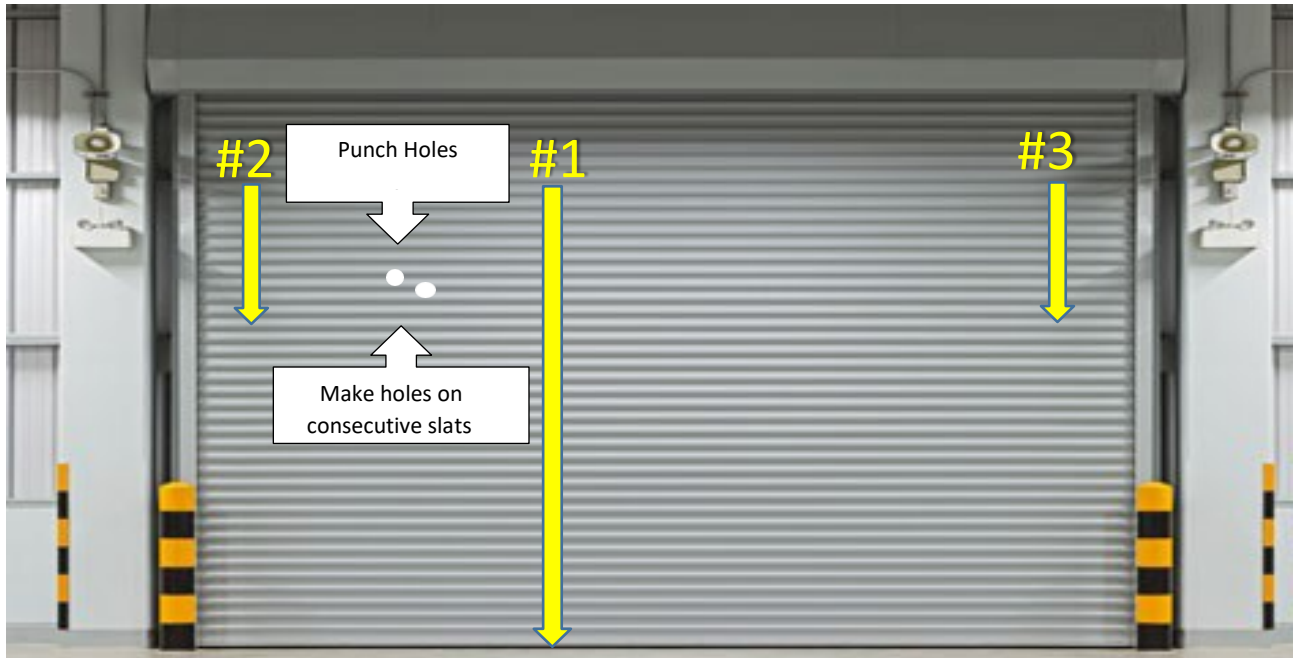 #2
Punch Holes
#1
#3
Make holes on
consecutive slats